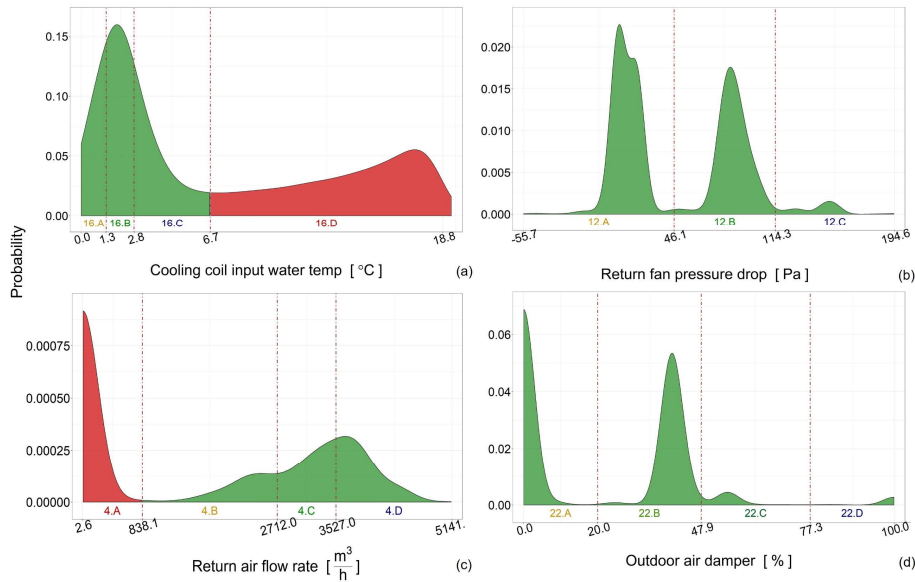 0.15
0.10
0.05
0.00
16.A 16.B 16.C 16.D
0.0 1.3 2.8 6.7 18.8
Cooling coil input water temp [ °C ]
(a)
0.020
0.015
0.010
0.005
0.000
12.A 12.B 12.C
-55.7 46.1 114.3 194.6
Return fan pressure drop [ Pa ]
(b)
Probability
0.00075
0.00050
0.00025
0.00000
4.A 4.B 4.C 4.D
2.6 838.1 2712.0 3527.0 5141.
Return air flow rate [ m³/h ]
(c)
0.06
0.04
0.02
0.00
22.A 22.B 22.C 22.D
0.0 20.0 47.9 77.3 100.0
Outdoor air damper [ % ]
(d)